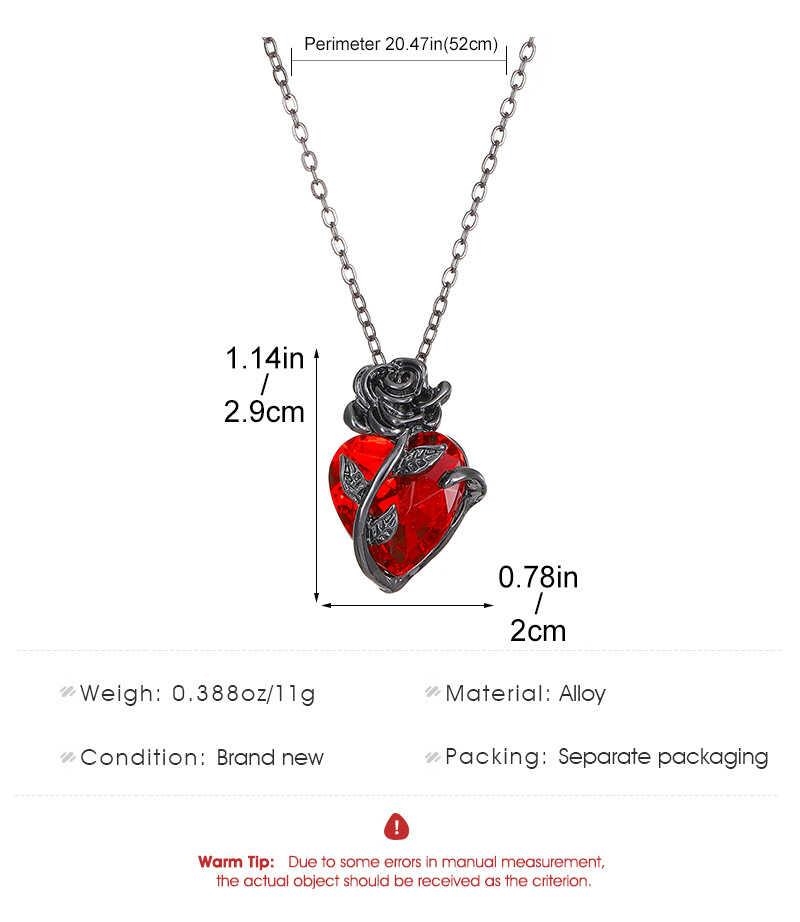 Perimeter 20.47in(52cm)
1.14in
/
2.9cm
0.78in
/
2cm
Weigh: 0.388oz/11g
Material: Alloy
Condition: Brand new
Packing: Separate packaging
!
Warm Tip: Due to some errors in manual measurement,
the actual object should be received as the criterion.